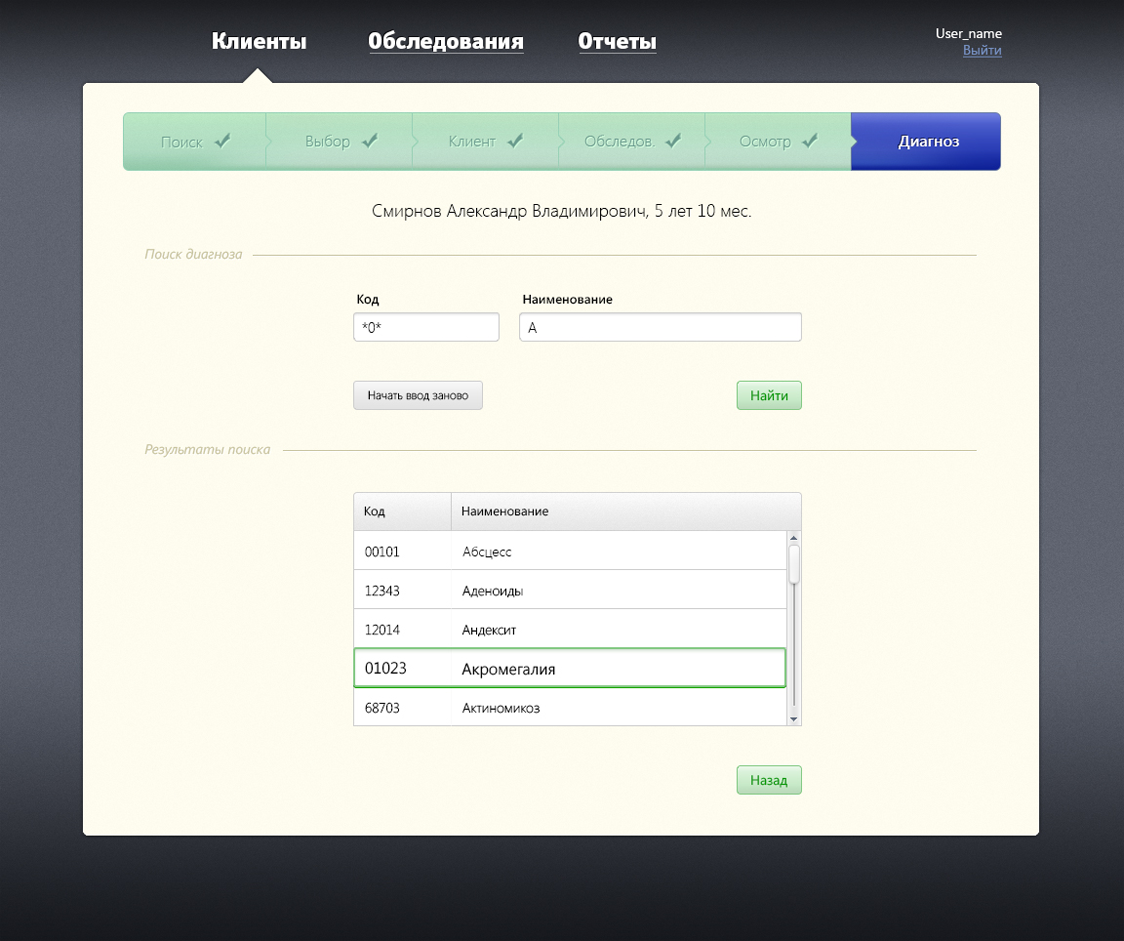 Клиенты Обследования Отчеты
User_name
Выйти
Поиск Выбор Клиент Обследов. Осмотр Диагноз
Смирнов Александр Владимирович, 5 лет 10 мес.
Поиск диагноза
Код Наименование
*0* А
Начать ввод заново Найти
Результаты поиска
Код Наименование
00101 Абсцесс
12343 Аденоиды
12014 Андексит
01023 Акромегалия
68703 Актиномикоз
Назад